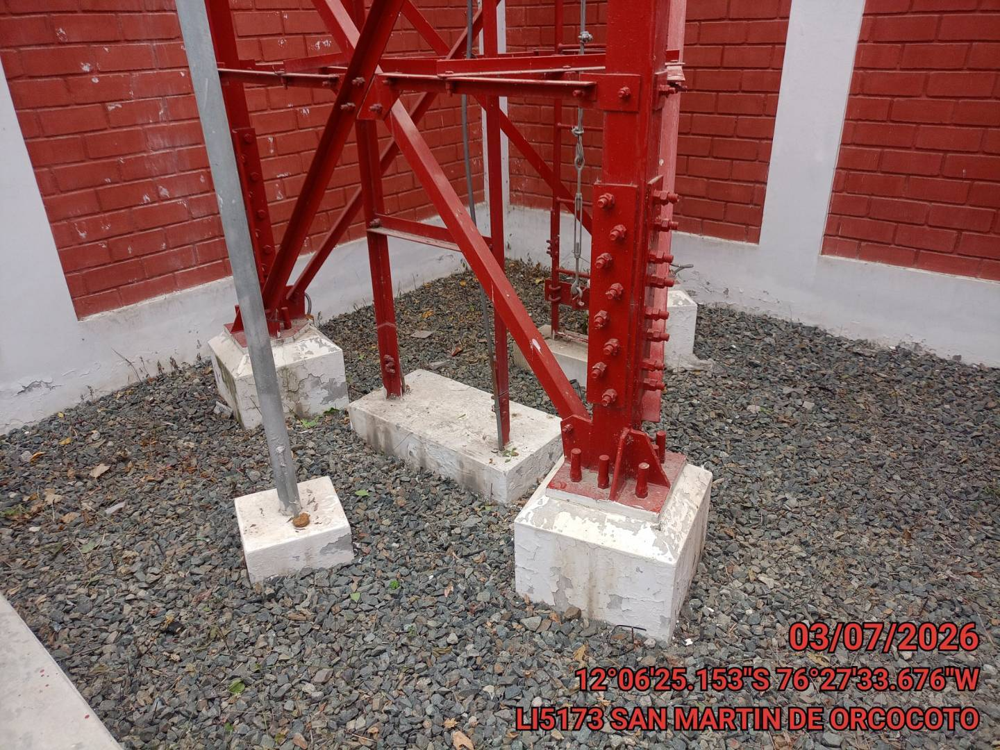 03/07/2026
12°06'25.153"S 76°27'33.676"W
LI5173 SAN MARTIN DE ORCOCOTO